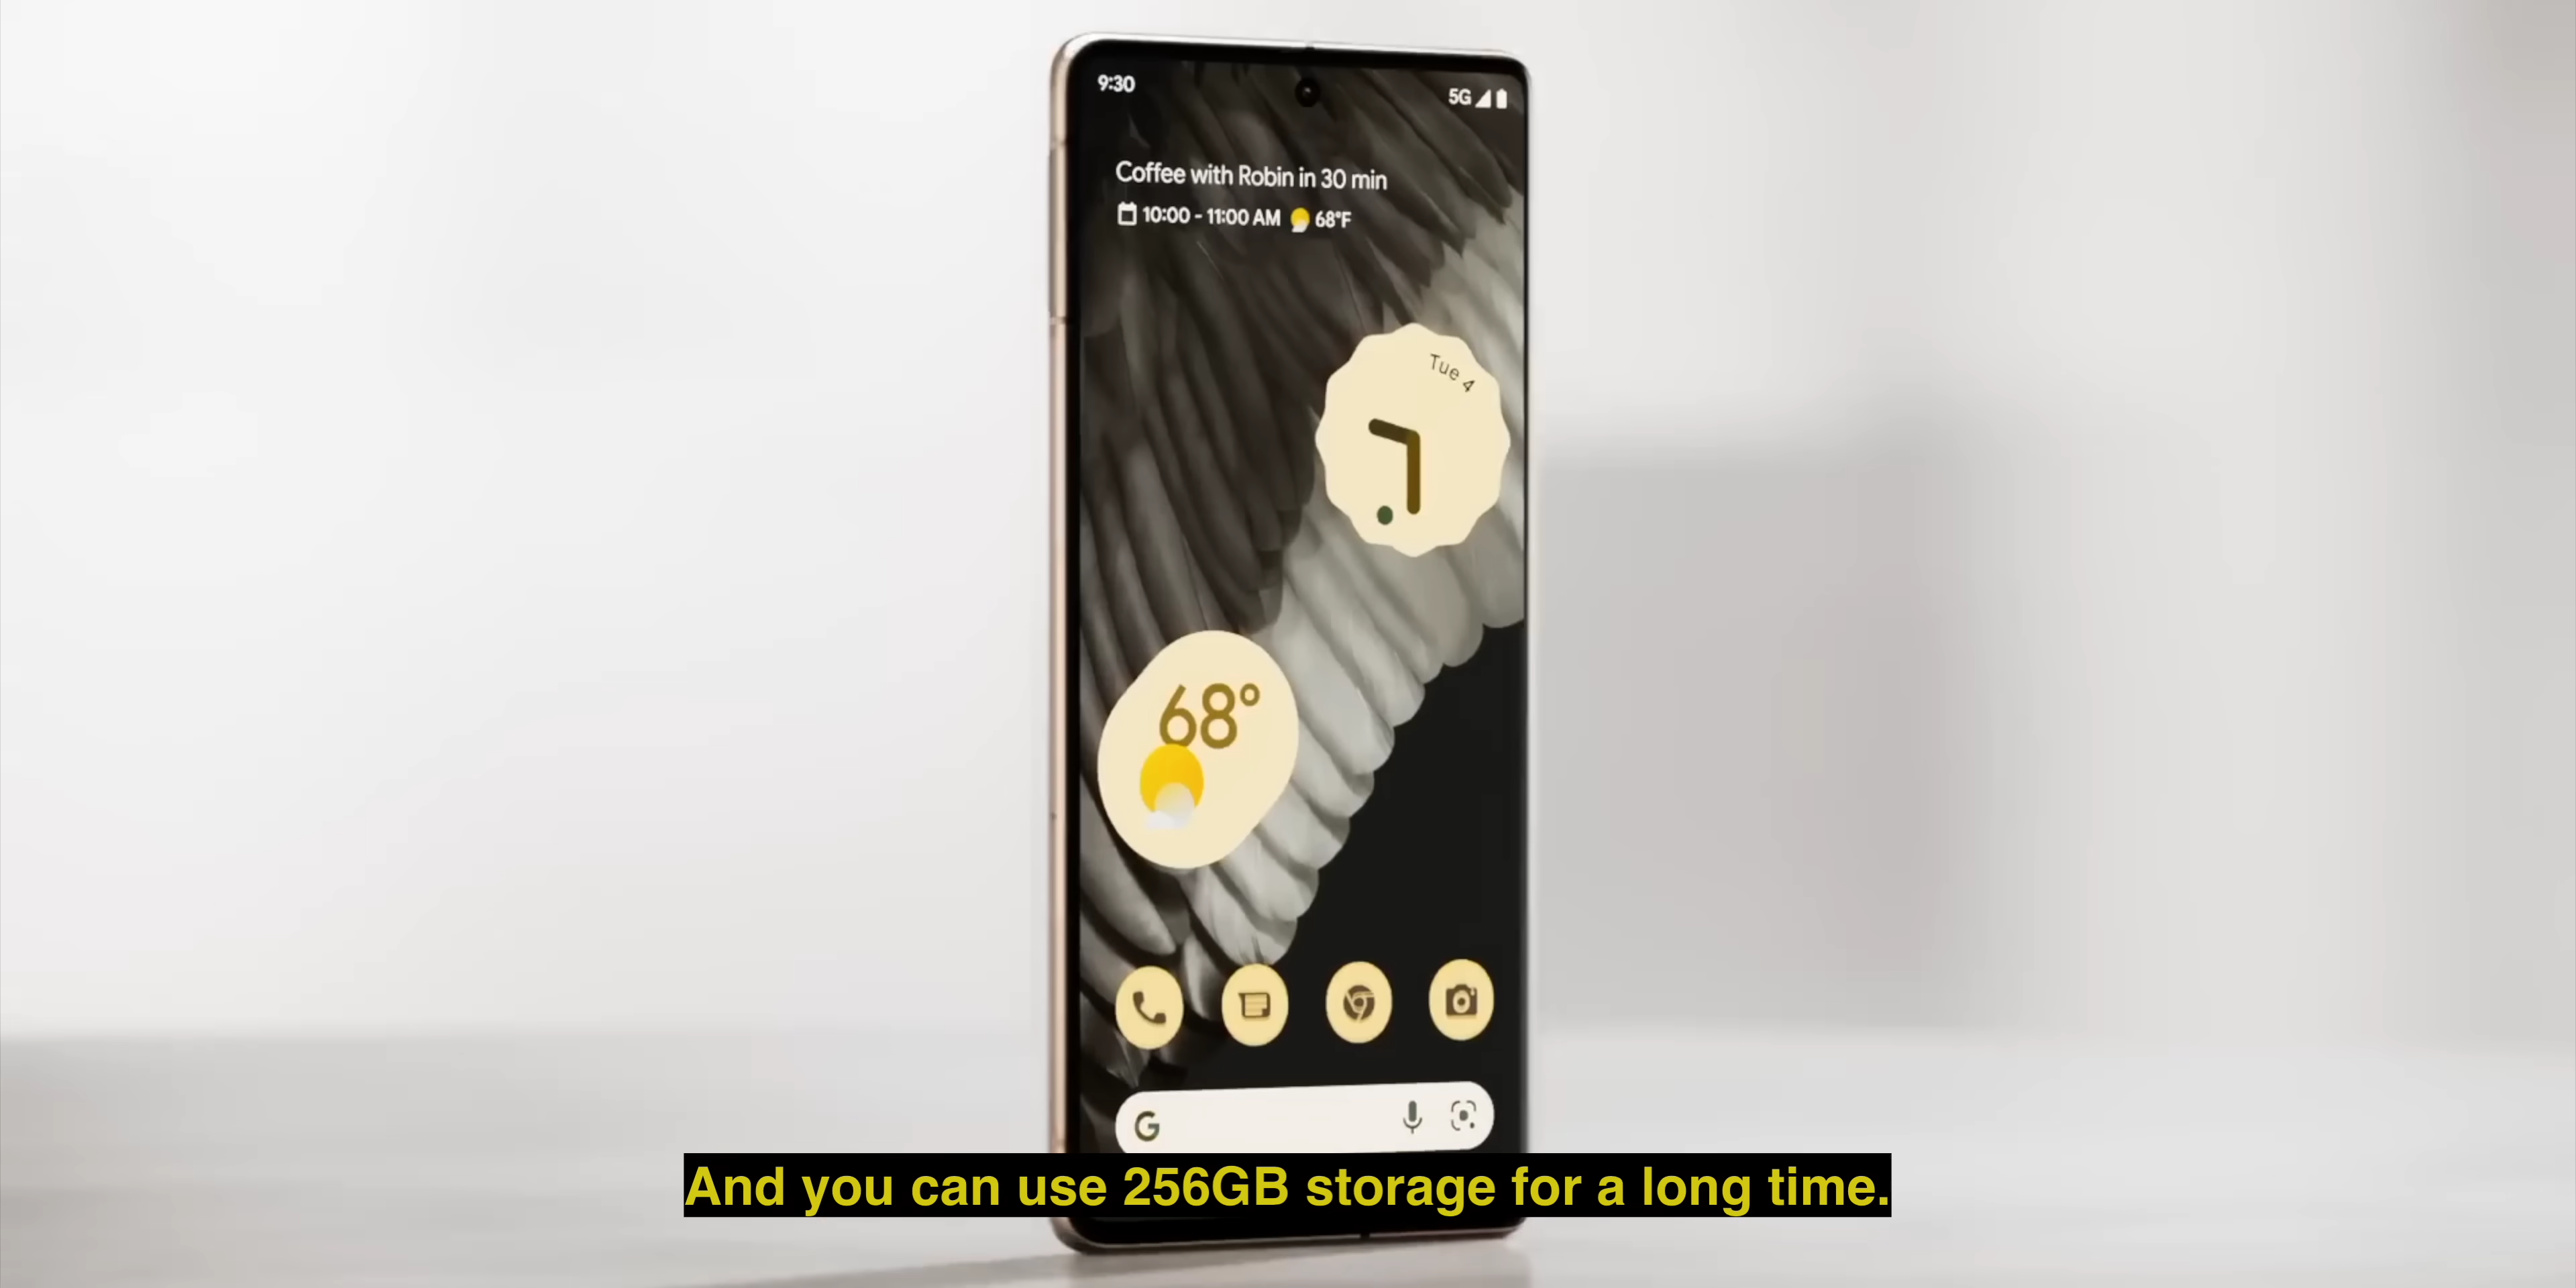 9:30
5G
Coffee with Robin in 30 min
10:00 - 11:00 AM 68°F
Tue 4
68°
G
And you can use 256GB storage for a long time.